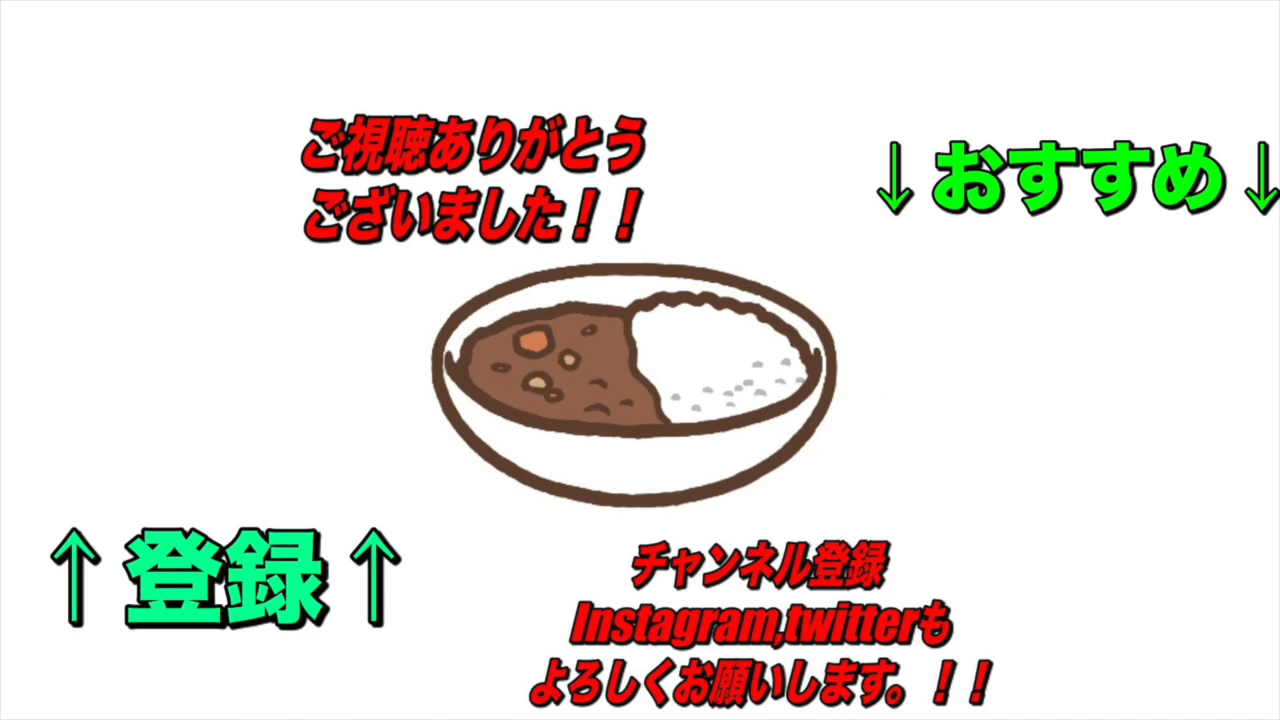 ご視聴ありがとう
ございました！！
↓おすすめ↓
↑登録↑
チャンネル登録
Instagram,twitterも
よろしくお願いします。！！